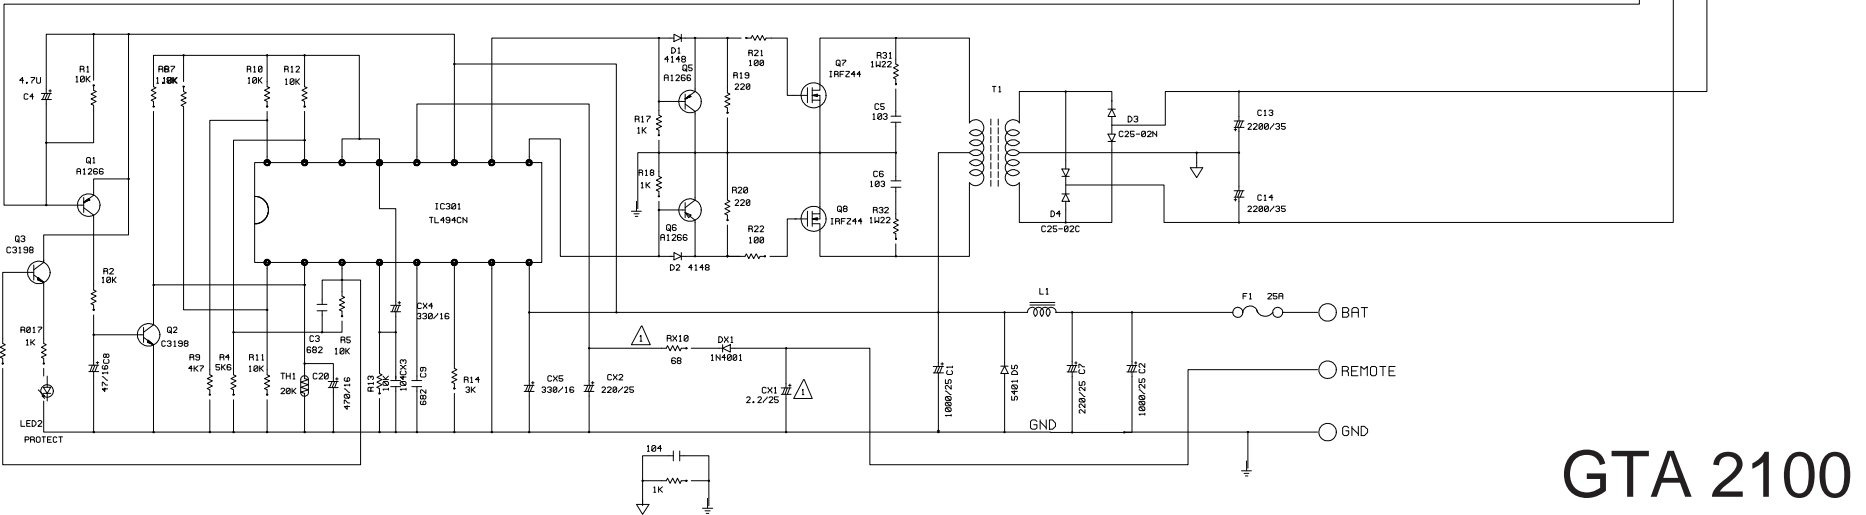 4.7U
C4
R1
10K
R10
10K
R12
10K
D1
4148
Q5
A1266
R19
220
R21
100
Q7
IRFZ44
R31
1W22
C5
103
T1
D3
C25-02N
C13
2200/35
R17
1K
Q1
A1266
R18
1K
IC301
TL494CN
R20
220
C6
103
D4
C25-02C
C14
2200/35
Q6
A1266
R22
100
Q8
IRFZ44
R32
1W22
D2 4148
Q3
C3198
R2
10K
CX4
330/16
L1
F1 25A
BAT
R017
1K
Q2
C3198
C3
682
R5
10K
1
RX10
68
DX1
1N4001
47/16 C8
R9
4K7
R4
5K6
R11
10K
TH1
20K
C20
470/16
R13
10K
104 CX3
682 C9
R14
3K
CX5
330/16
CX2
220/25
CX1
2.2/25
1
1000/25 C1
5401 D5
220/25 C7
1000/25 C2
REMOTE
LED2
PROTECT
GND
GND
104
1K
GTA 2100